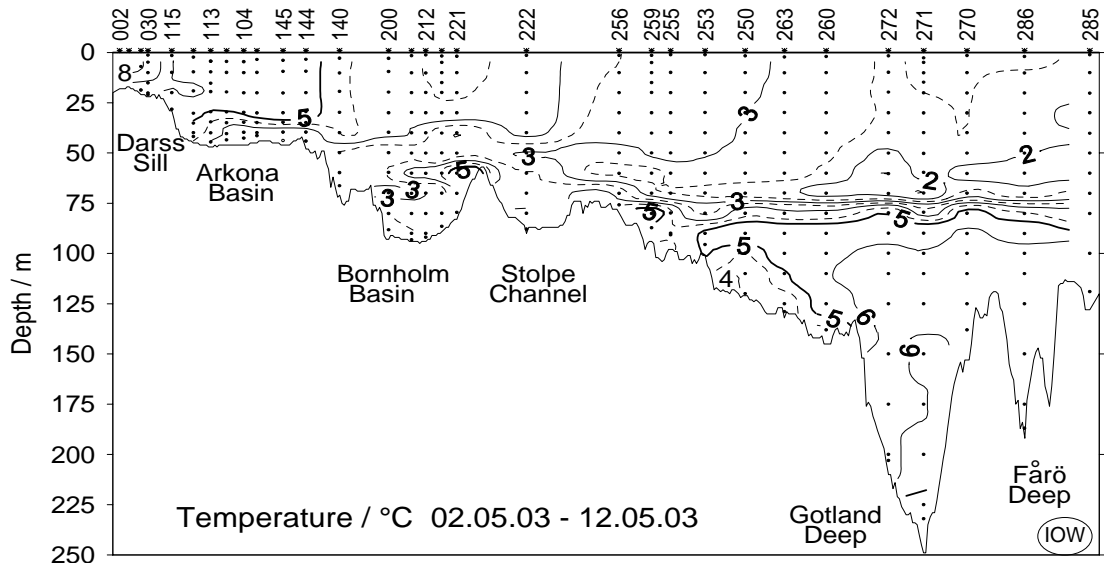 002 030 115 113 104 145 144 140 200 212 221 222 256 259 255 253 250 263 260 272 271 270 286 285
0
25
50
75
100
125
150
175
200
225
250
Depth / m
8
5
3
3
5
3
5
3
3
2
2
5
5
5
4
5
6
6
Darss
Sill
Arkona
Basin
Bornholm
Basin
Stolpe
Channel
Gotland
Deep
Fårö
Deep
Temperature / °C 02.05.03 - 12.05.03
IOW